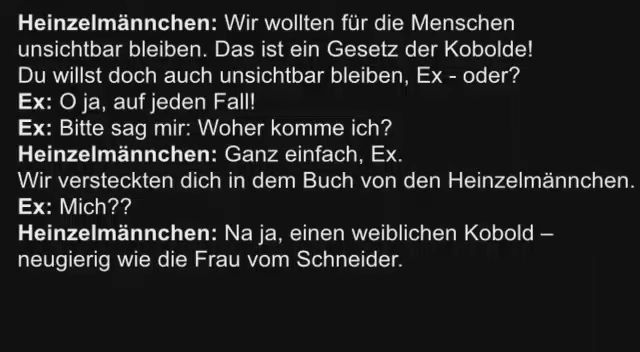 Heinzelmännchen: Wir wollten für die Menschen
unsichtbar bleiben. Das ist ein Gesetz der Kobolde!
Du willst doch auch unsichtbar bleiben, Ex - oder?
Ex: O ja, auf jeden Fall!
Ex: Bitte sag mir: Woher komme ich?
Heinzelmännchen: Ganz einfach, Ex.
Wir versteckten dich in dem Buch von den Heinzelmännchen.
Ex: Mich??
Heinzelmännchen: Na ja, einen weiblichen Kobold –
neugierig wie die Frau vom Schneider.